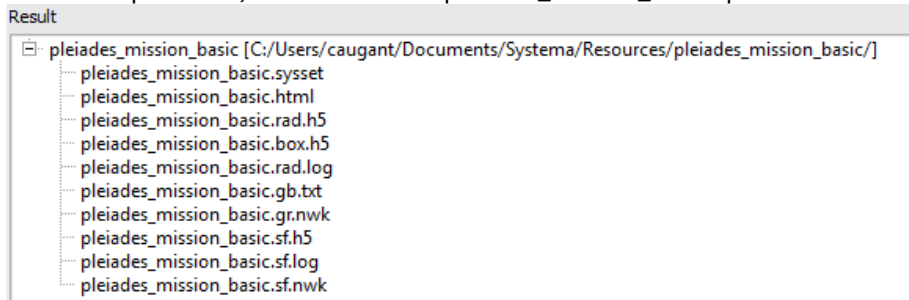 Result
pleiades_mission_basic [C:/Users/caugant/Documents/Systema/Resources/pleiades_mission_basic/]
pleiades_mission_basic.sysset
pleiades_mission_basic.html
pleiades_mission_basic.rad.h5
pleiades_mission_basic.box.h5
pleiades_mission_basic.rad.log
pleiades_mission_basic.gb.txt
pleiades_mission_basic.gr.nwk
pleiades_mission_basic.sf.h5
pleiades_mission_basic.sf.log
pleiades_mission_basic.sf.nwk